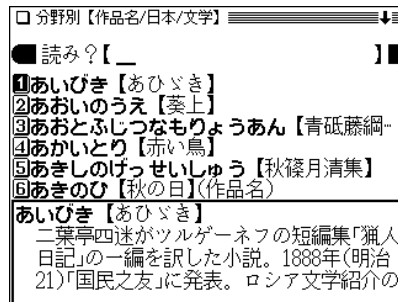 分野別【作品名/日本/文学】
読み?【_ 】
1あいびき【あひゞき】
2あおいのうえ【葵上】
3あおとふじつなもりょうあん【青砥藤綱…
4あかいとり【赤い鳥】
5あきしのげっせいしゅう【秋篠月清集】
6あきのひ【秋の日】(作品名)
あいびき【あひゞき】
二葉亭四迷がツルゲーネフの短編集「猟人
日記」の一編を訳した小説。1888年(明治
21)「国民之友」に発表。ロシア文学紹介の